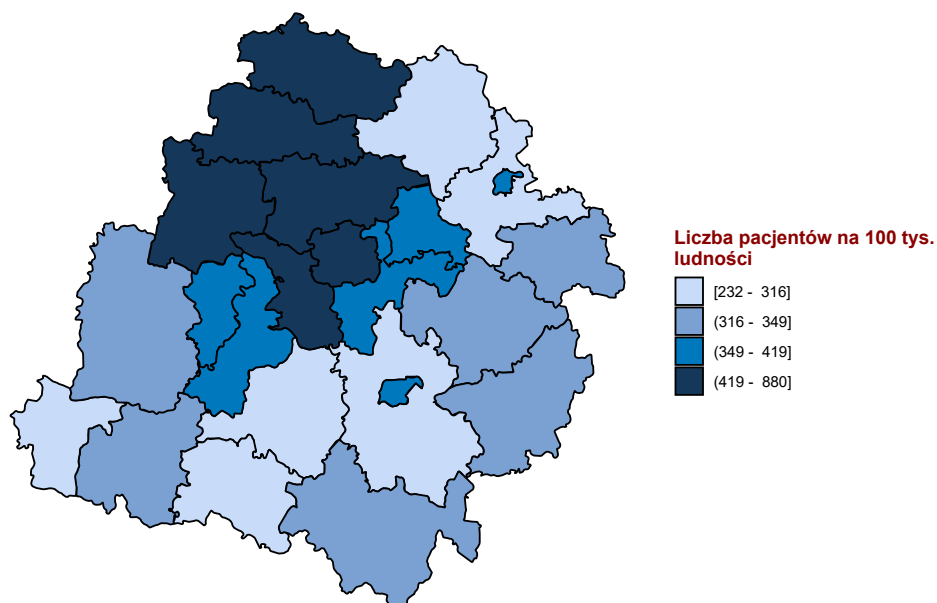 Liczba pacjentów na 100 tys.
ludności
[232 - 316]
(316 - 349]
(349 - 419]
(419 - 880]